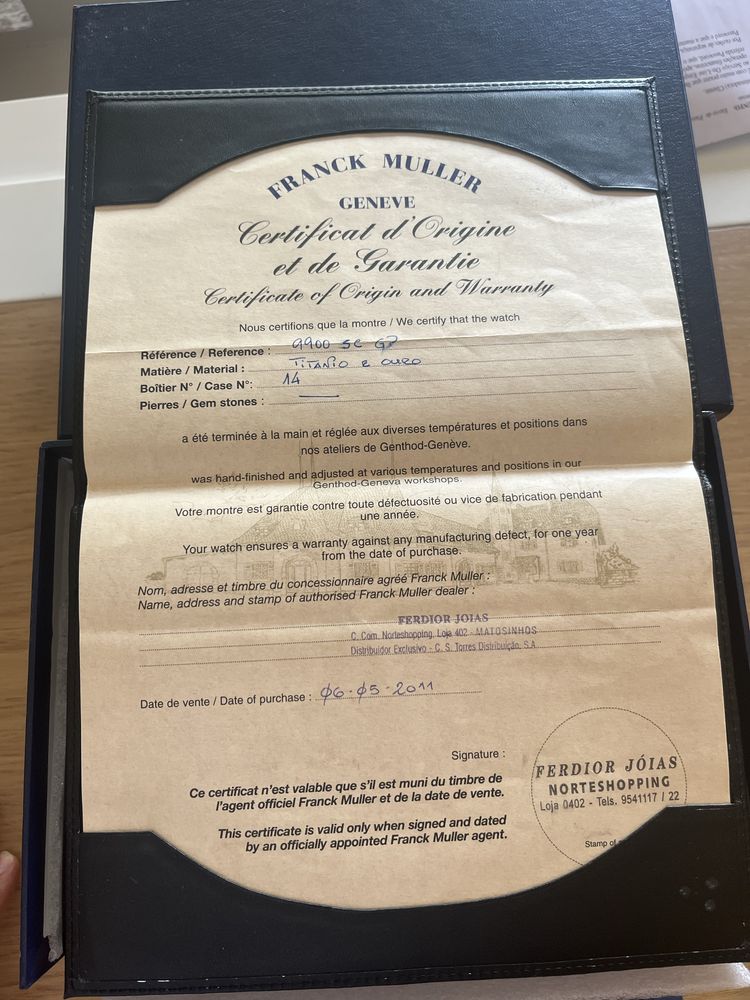 FRANCK MULLER
GENEVE
Certificat d'Origine
et de Garantie
Certificate of Origin and Warranty
Nous certifions que la montre / We certify that the watch
Référence / Reference : 9900 SC GP
Matière / Material : TITANIO e OURO
Boîtier N° / Case N°: 14
Pierres / Gem stones :
a été terminée à la main et réglée aux diverses températures et positions dans
nos ateliers de Genthod-Genève.
was hand-finished and adjusted at various temperatures and positions in our
Genthod-Geneva workshops.
Votre montre est garantie contre toute défectuosité ou vice de fabrication pendant
une année.
Your watch ensures a warranty against any manufacturing defect, for one year
from the date of purchase.
Nom, adresse et timbre du concessionnaire agréé Franck Muller :
Name, address and stamp of authorised Franck Muller dealer :
FERDIOR JOIAS
C. Com. Norteshopping, Loja 402 - MATOSINHOS
Distribuidor Exclusivo - C. S. Torres Distribuição, S.A.
Date de vente / Date of purchase : 06-05-2011
Signature :
Ce certificat n'est valable que s'il est muni du timbre de
l'agent officiel Franck Muller et de la date de vente.
This certificate is valid only when signed and dated
by an officially appointed Franck Muller agent.
FERDIOR JÓIAS
NORTESHOPPING
Loja 0402 - Tels. 9541117 / 22
Stamp of